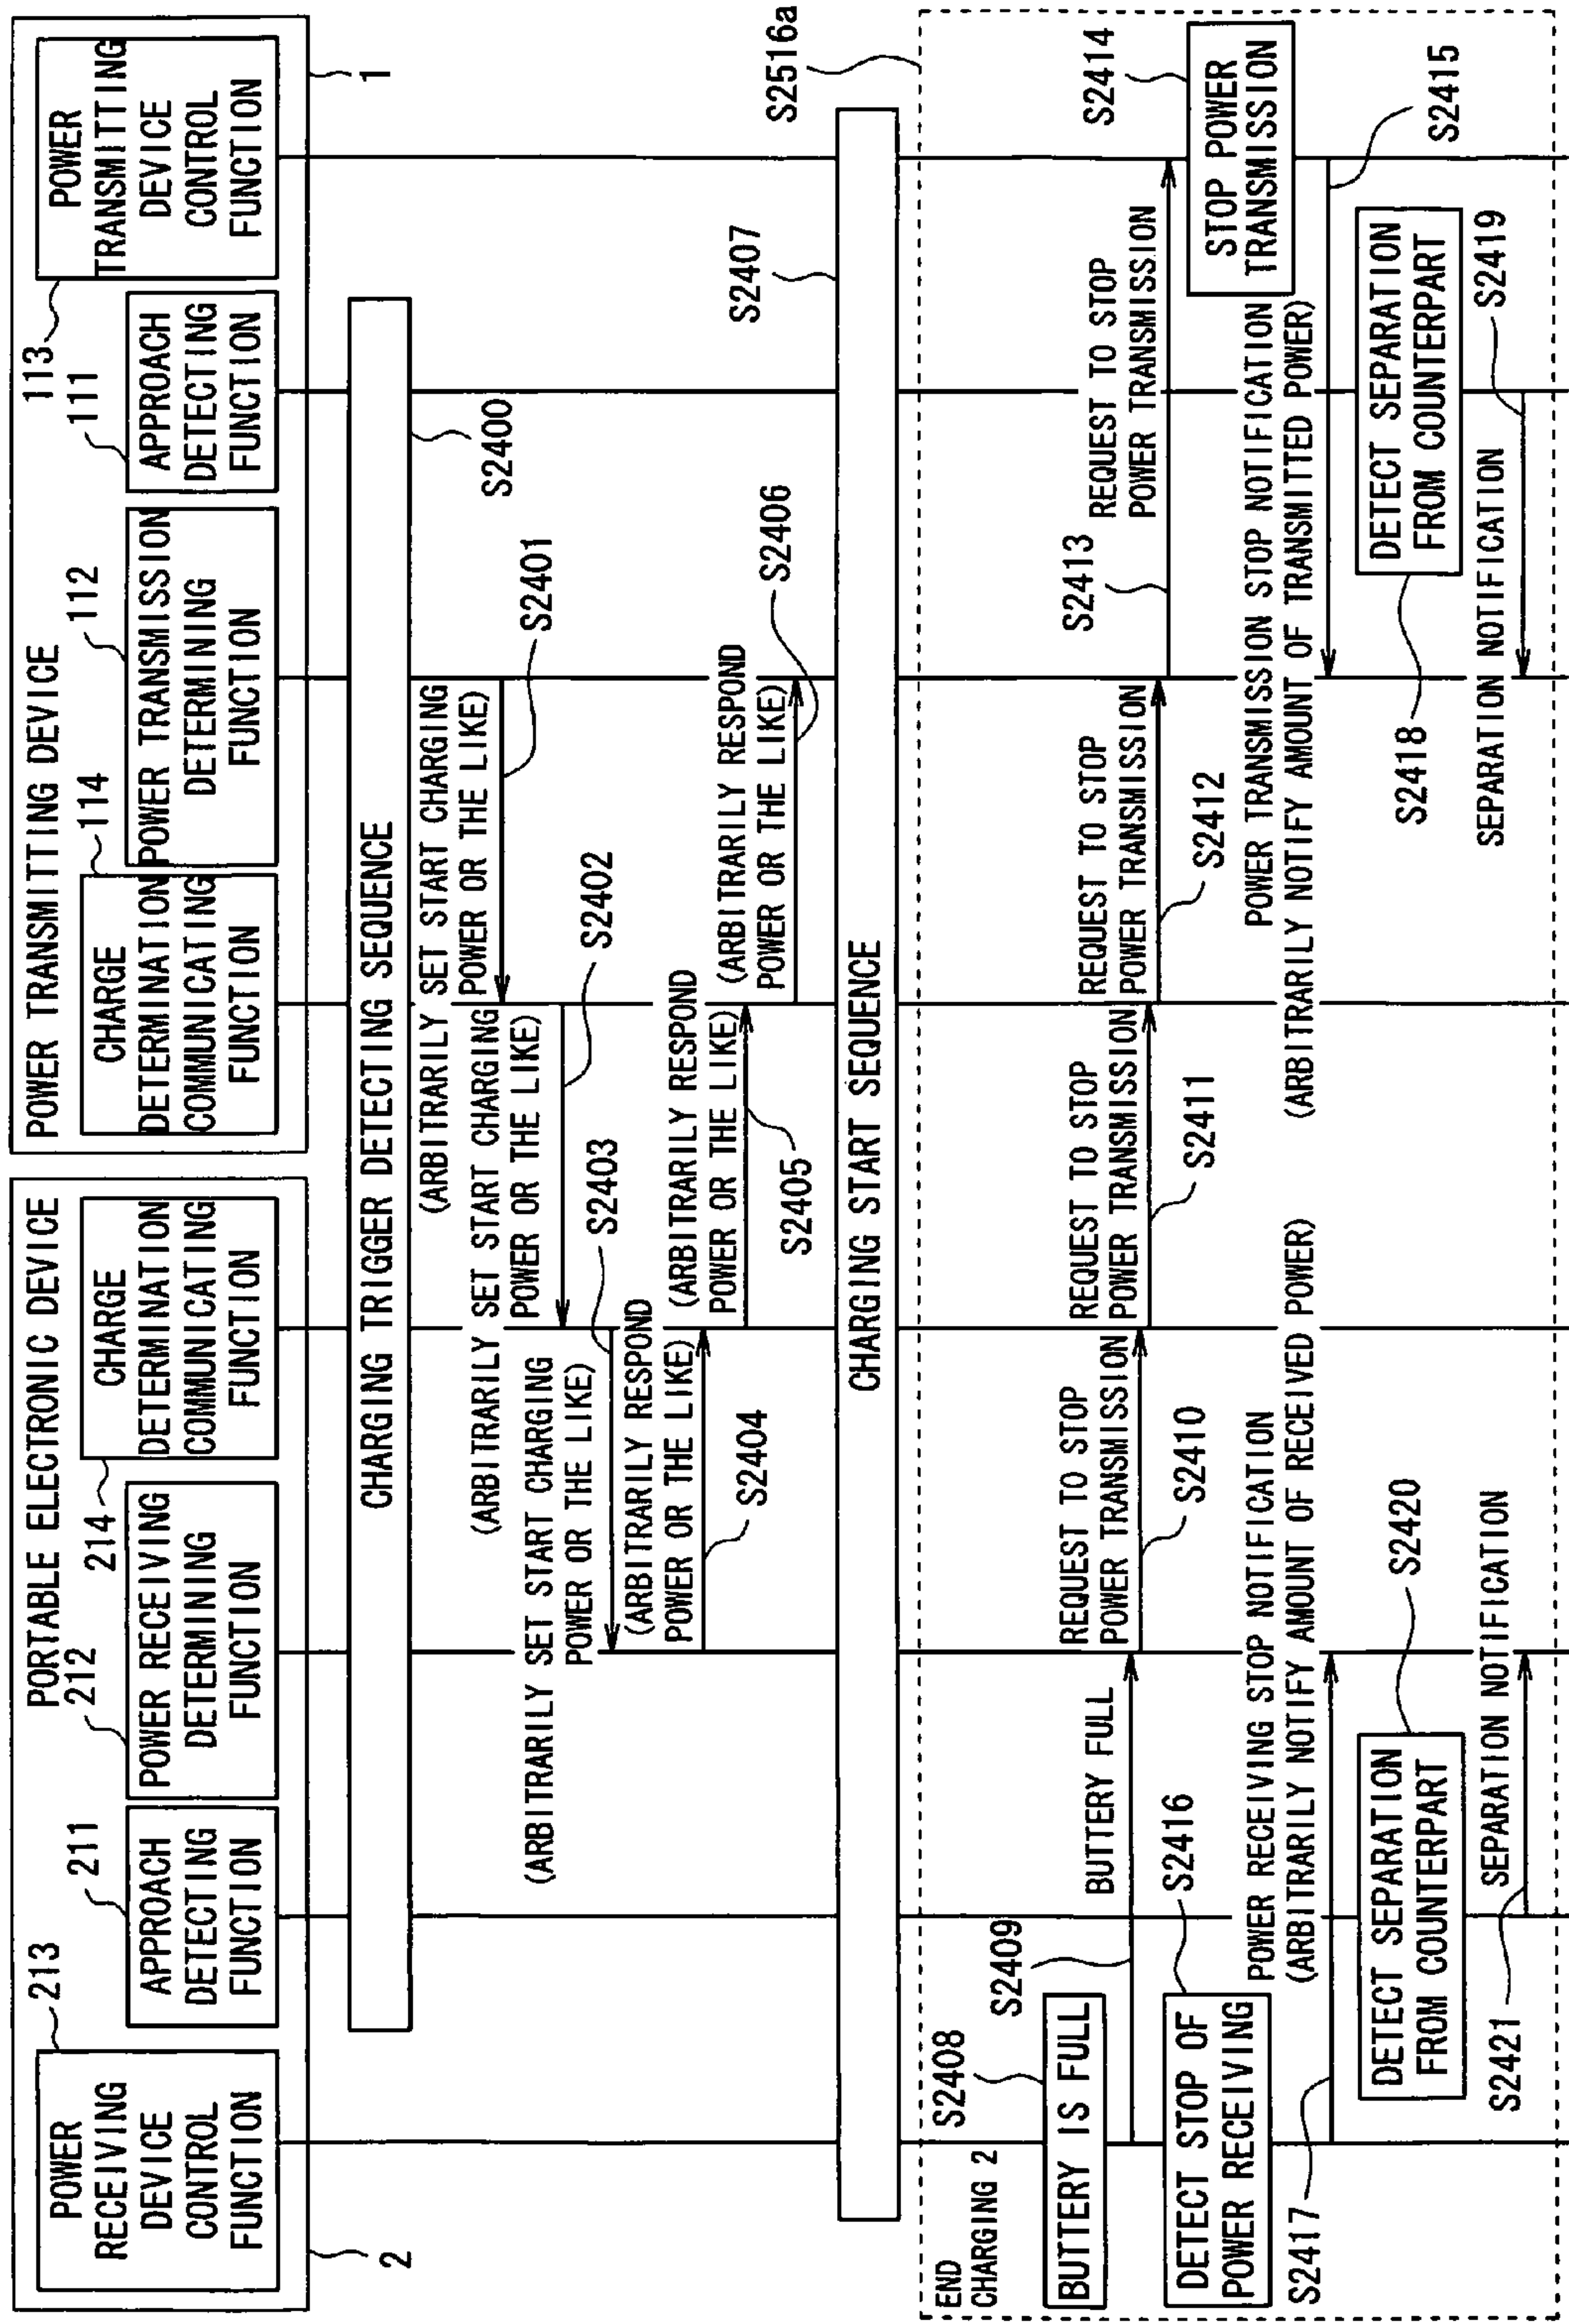 PORTABLE ELECTRONIC DEVICE
POWER TRANSMITTING DEVICE
213
POWER
RECEIVING
DEVICE
CONTROL
FUNCTION
211
APPROACH
DETECTING
FUNCTION
212
POWER RECEIVING
DETERMINING
FUNCTION
214
CHARGE
DETERMINATION
COMMUNICATING
FUNCTION
114
CHARGE
DETERMINATION
COMMUNICATING
FUNCTION
112
POWER TRANSMISSION
DETERMINING
FUNCTION
111
APPROACH
DETECTING
FUNCTION
113
POWER
TRANSMITTING
DEVICE
CONTROL
FUNCTION
2
1
CHARGING TRIGGER DETECTING SEQUENCE
S2400
(ARBITRARILY SET START CHARGING
POWER OR THE LIKE)
S2401
(ARBITRARILY SET START CHARGING
POWER OR THE LIKE)
S2402
(ARBITRARILY SET START CHARGING
POWER OR THE LIKE)
S2403
(ARBITRARILY RESPOND
POWER OR THE LIKE)
S2404
(ARBITRARILY RESPOND
POWER OR THE LIKE)
S2405
(ARBITRARILY RESPOND
POWER OR THE LIKE)
S2406
CHARGING START SEQUENCE
S2407
S2516a
END
CHARGING 2
S2408
BUTTERY IS FULL
S2409
BUTTERY FULL
REQUEST TO STOP
POWER TRANSMISSION
S2410
REQUEST TO STOP
POWER TRANSMISSION
S2411
REQUEST TO STOP
POWER TRANSMISSION
S2412
S2413
REQUEST TO STOP
POWER TRANSMISSION
S2414
STOP POWER
TRANSMISSION
POWER TRANSMISSION STOP NOTIFICATION
(ARBITRARILY NOTIFY AMOUNT OF TRANSMITTED POWER)
S2415
S2416
DETECT STOP OF
POWER RECEIVING
POWER RECEIVING STOP NOTIFICATION
(ARBITRARILY NOTIFY AMOUNT OF RECEIVED POWER)
S2417
S2418
DETECT SEPARATION
FROM COUNTERPART
SEPARATION NOTIFICATION
S2419
S2420
DETECT SEPARATION
FROM COUNTERPART
SEPARATION NOTIFICATION
S2421